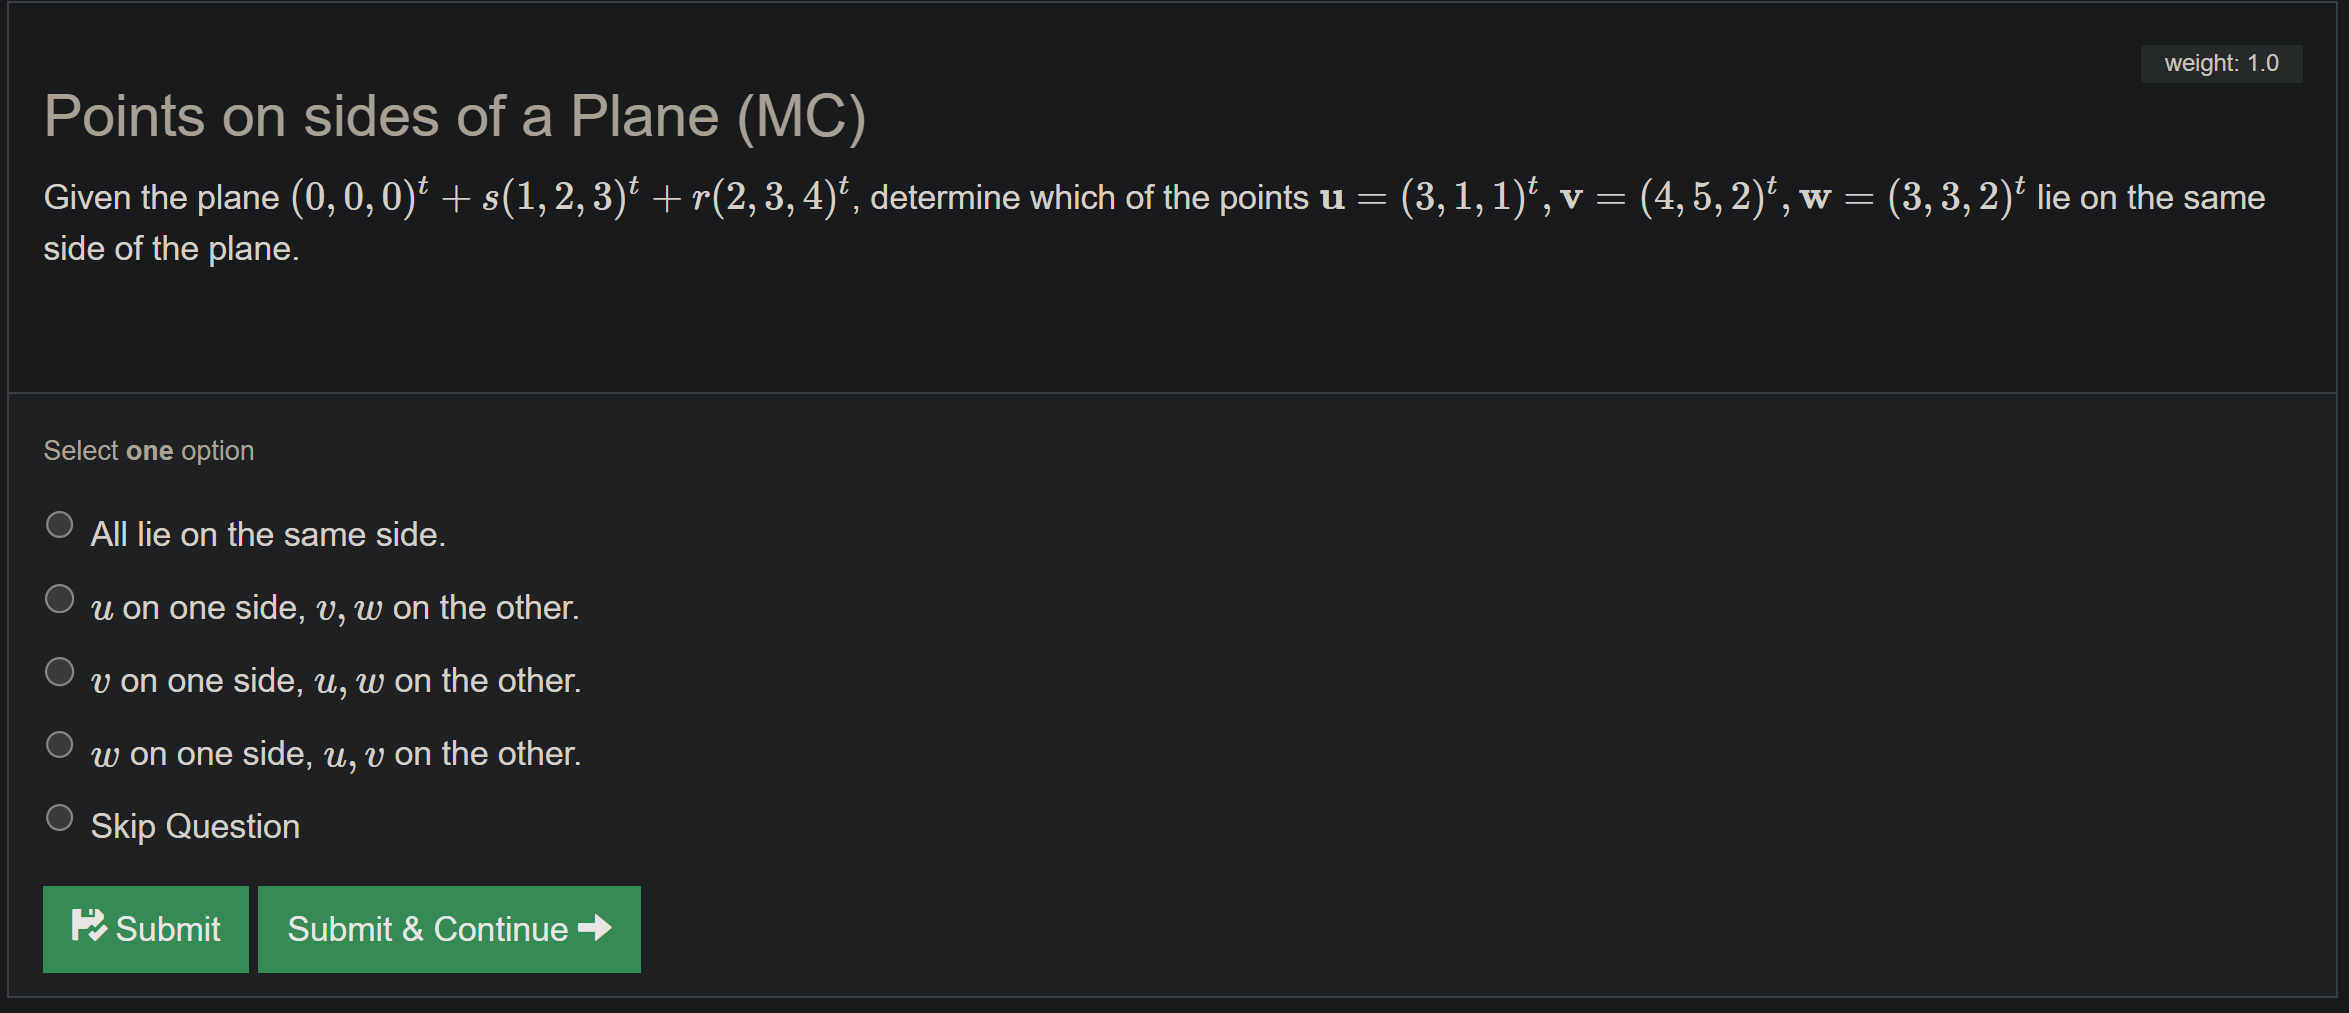 weight: 1.0
Points on sides of a Plane (MC)
Given the plane (0, 0, 0)ᵗ + s(1, 2, 3)ᵗ + r(2, 3, 4)ᵗ, determine which of the points u = (3, 1, 1)ᵗ, v = (4, 5, 2)ᵗ, w = (3, 3, 2)ᵗ lie on the same
side of the plane.
Select one option
All lie on the same side.
u on one side, v, w on the other.
v on one side, u, w on the other.
w on one side, u, v on the other.
Skip Question
Submit
Submit & Continue